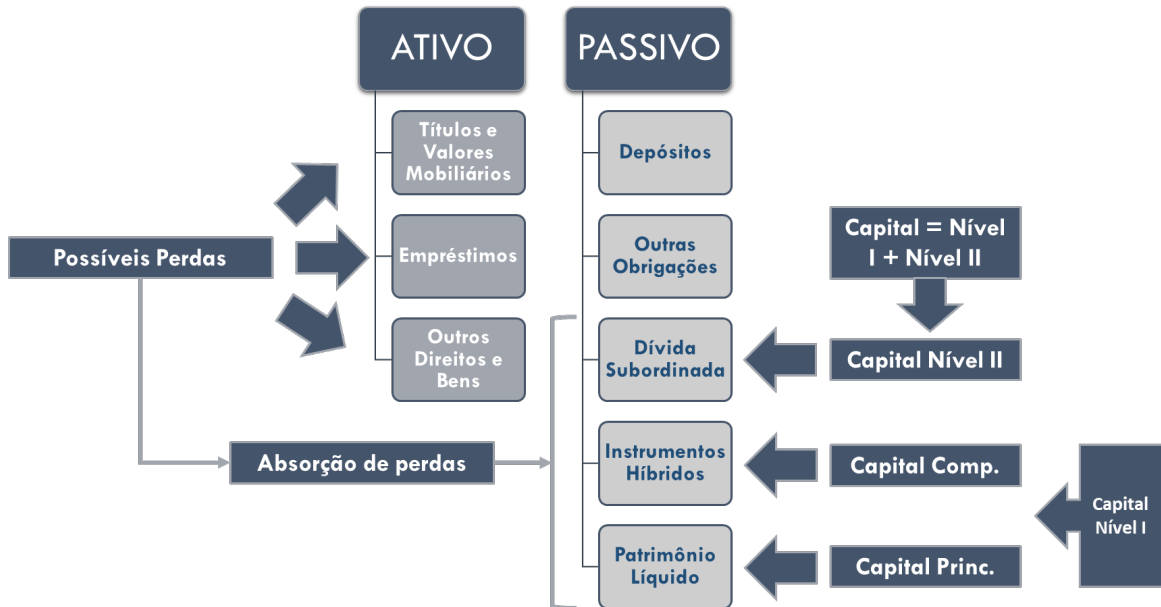 ATIVO
PASSIVO
Títulos e
Valores
Mobiliários
Depósitos
Possíveis Perdas
Empréstimos
Outras
Obrigações
Capital = Nível
I + Nível II
Outros
Direitos e
Bens
Dívida
Subordinada
Capital Nível II
Absorção de perdas
Instrumentos
Híbridos
Capital Comp.
Capital
Nível I
Patrimônio
Líquido
Capital Princ.